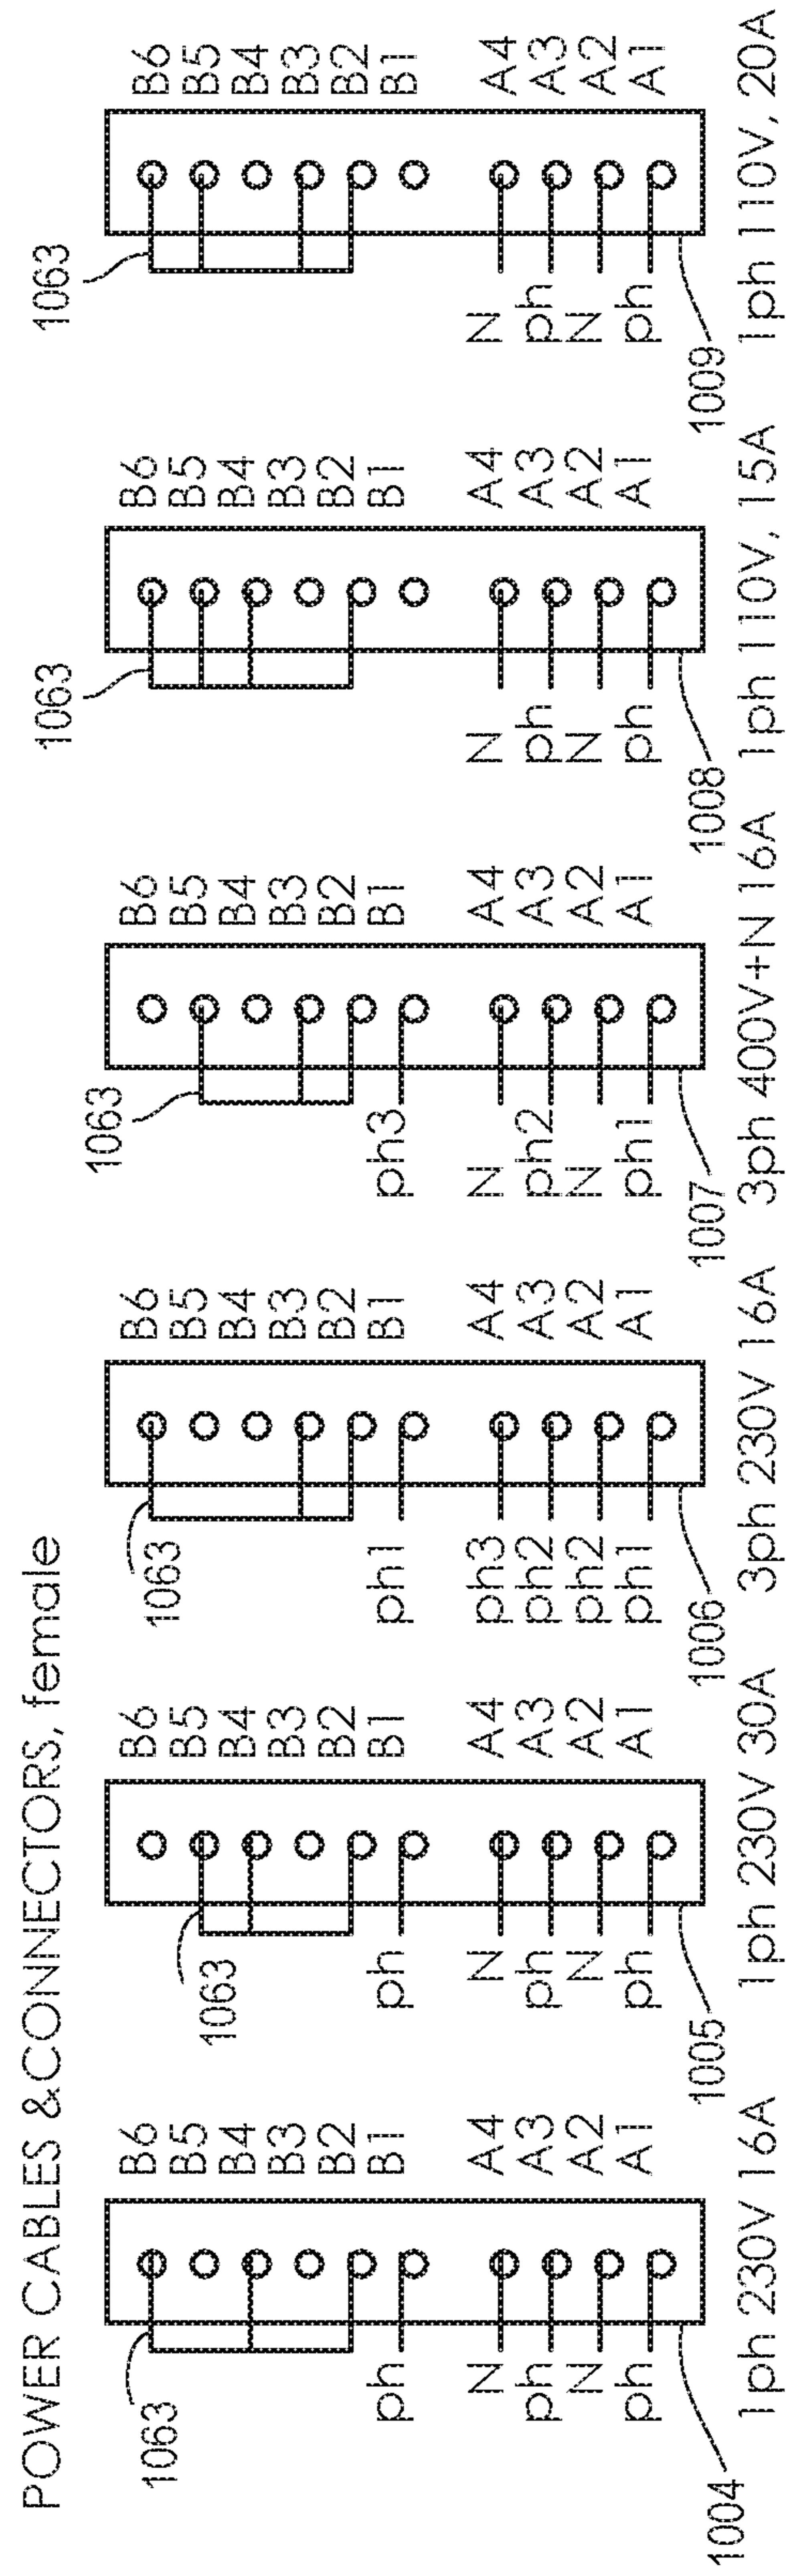 POWER CABLES &CONNECTORS, female
1063
B6
B5
B4
B3
B2
B1
ph
A4
A3
A2
A1
N
ph
N
ph
1004
1ph 230V 16A
1063
B6
B5
B4
B3
B2
B1
ph
A4
A3
A2
A1
N
ph
N
ph
1005
1ph 230V 30A
1063
B6
B5
B4
B3
B2
B1
ph1
A4
A3
A2
A1
ph3
ph2
ph2
ph1
1006
3ph 230V 16A
1063
B6
B5
B4
B3
B2
B1
ph3
A4
A3
A2
A1
N
ph2
N
ph1
1007
3ph 400V+N 16A
1063
B6
B5
B4
B3
B2
B1
A4
A3
A2
A1
N
ph
N
ph
1008
1ph 110V, 15A
1063
B6
B5
B4
B3
B2
B1
A4
A3
A2
A1
N
ph
N
ph
1009
1ph 110V, 20A